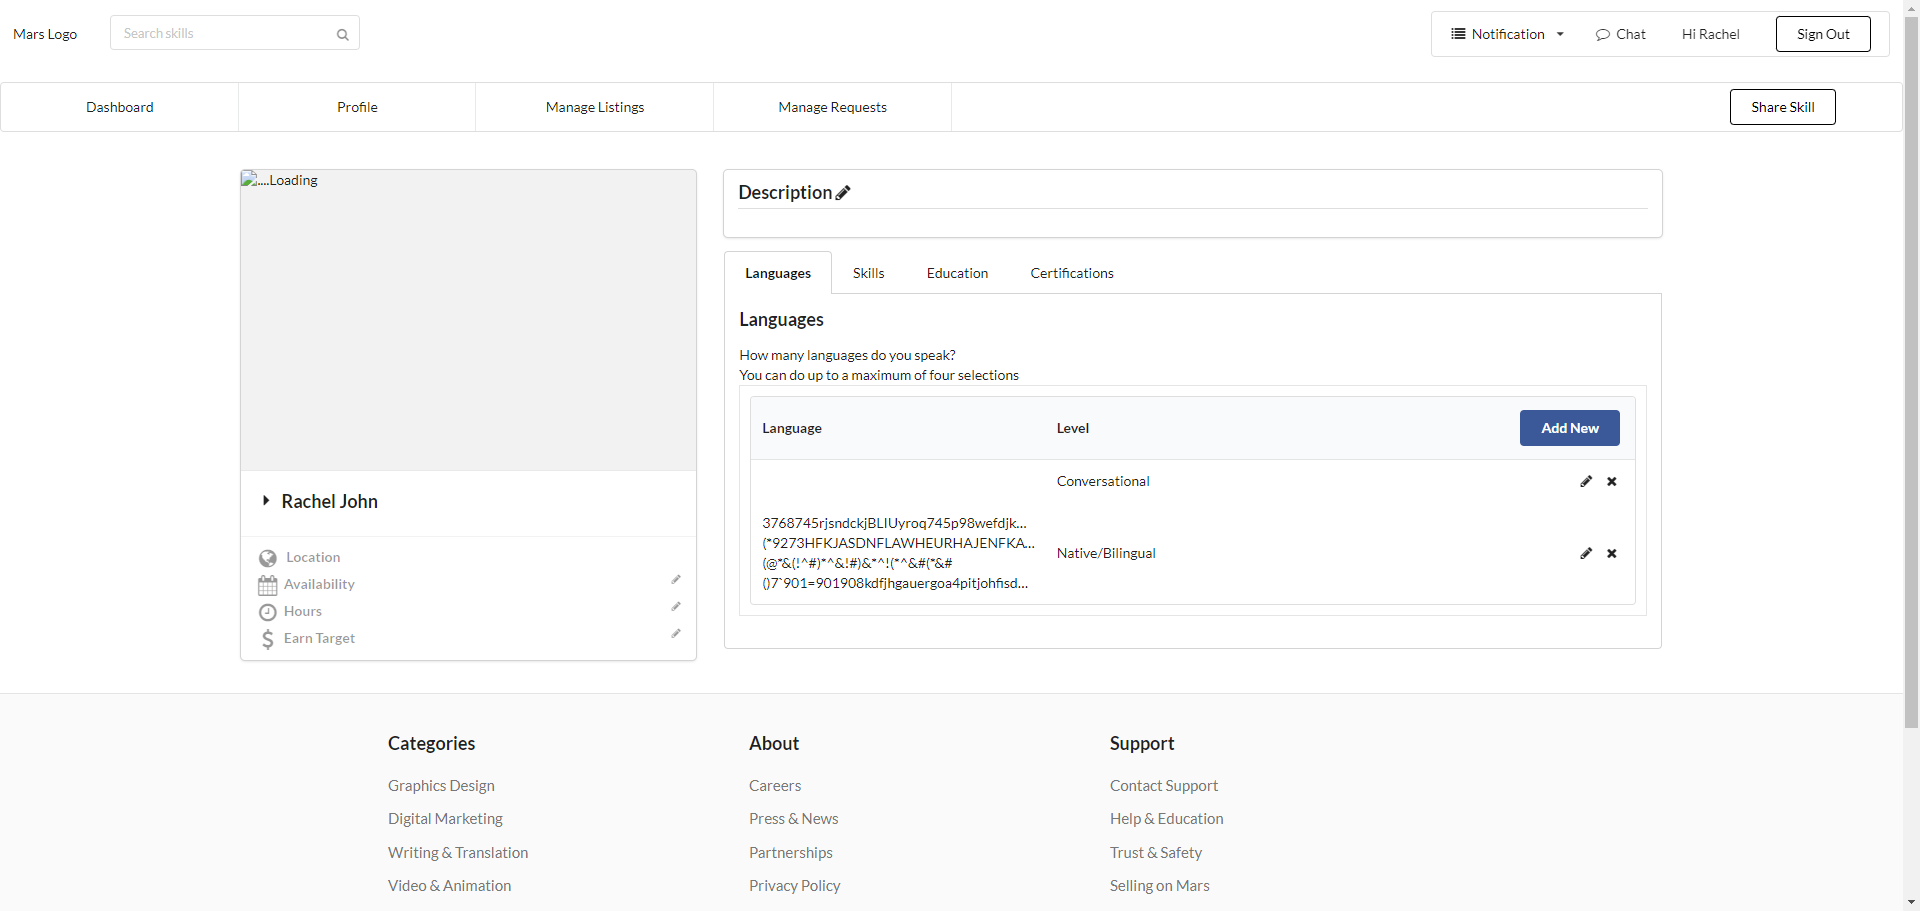 Mars Logo
Search skills
Notification
Chat
Hi Rachel
Sign Out
Dashboard
Profile
Manage Listings
Manage Requests
Share Skill
....Loading
Rachel John
Location
Availability
Hours
Earn Target
Description
Languages
Skills
Education
Certifications
Languages
How many languages do you speak?
You can do up to a maximum of four selections
Language
Level
Add New
Conversational
3768745rjsndckjBLIUyroq745p98wefdjk...
(*9273HFKJASDNFLAWHEURHAJENFKA...
(@*&(!^#)*^&!#)&*^!(*^&#(*&#
()7`901=901908kdfjhgauergoa4pitjohfisd...
Native/Bilingual
Categories
Graphics Design
Digital Marketing
Writing & Translation
Video & Animation
About
Careers
Press & News
Partnerships
Privacy Policy
Support
Contact Support
Help & Education
Trust & Safety
Selling on Mars